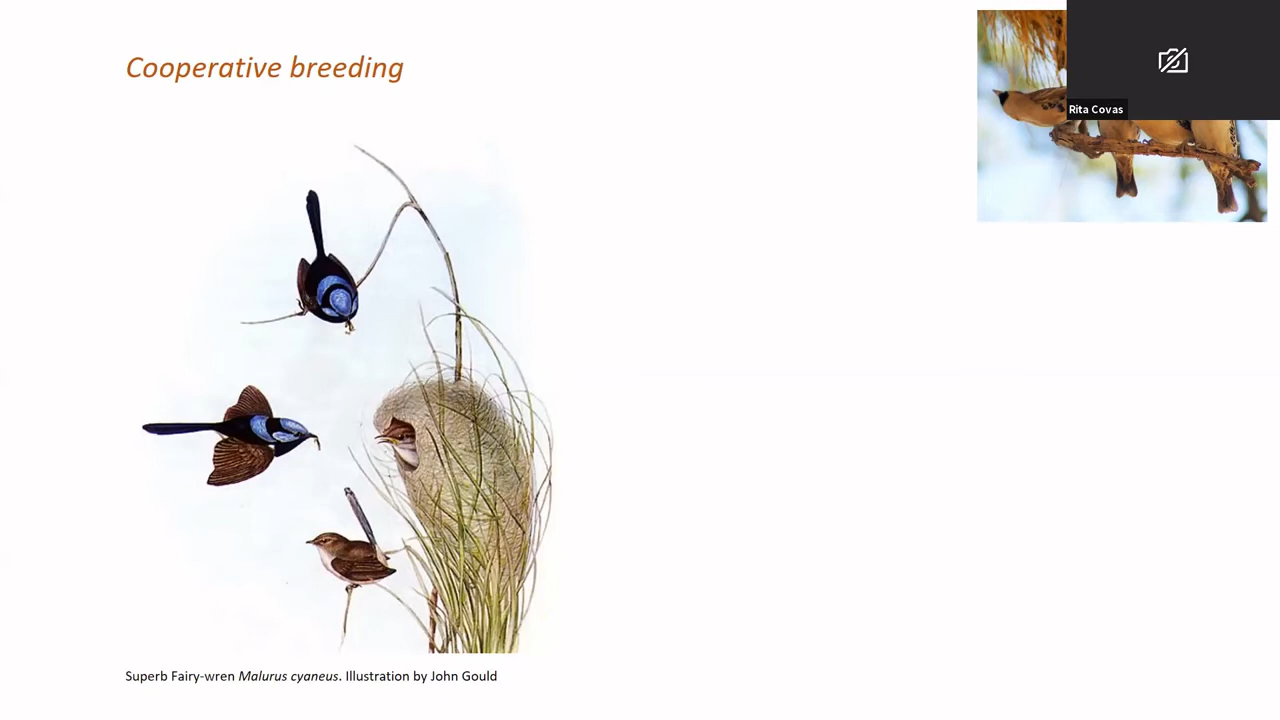 Cooperative breeding
Rita Covas
Superb Fairy-wren Malurus cyaneus. Illustration by John Gould